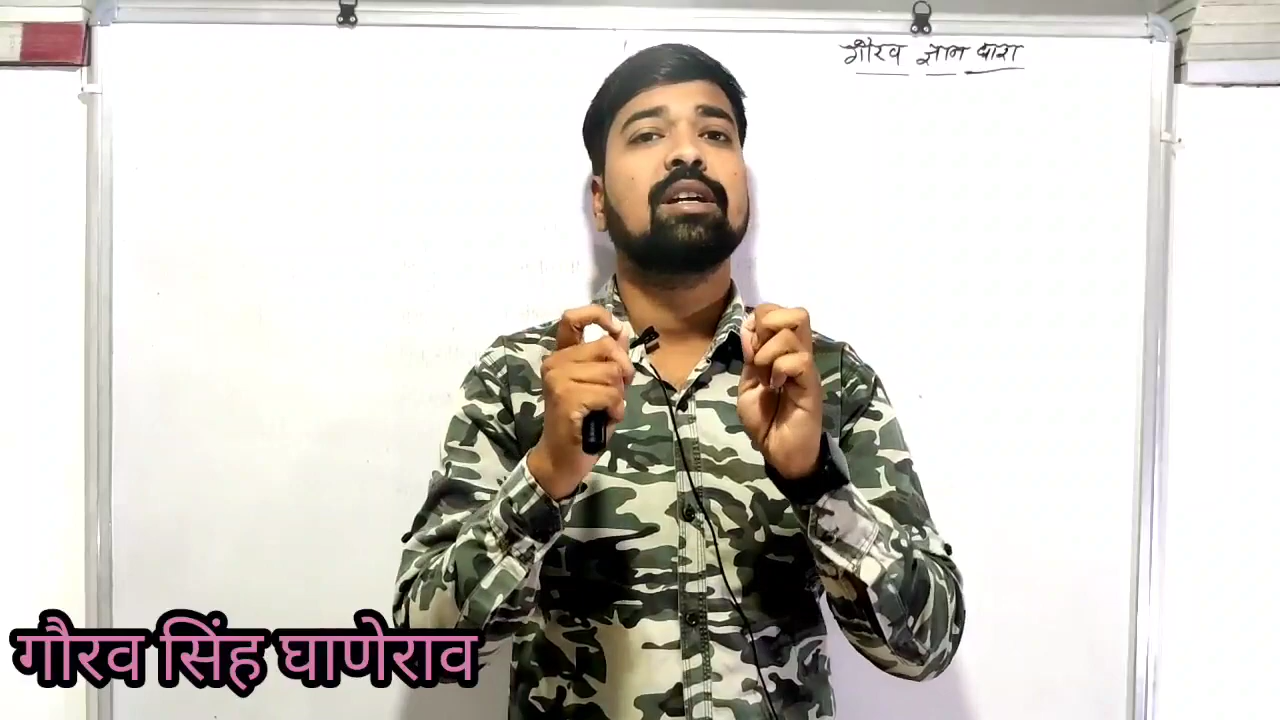 गौरव ज्ञान धारा
गौरव सिंह घाणेराव